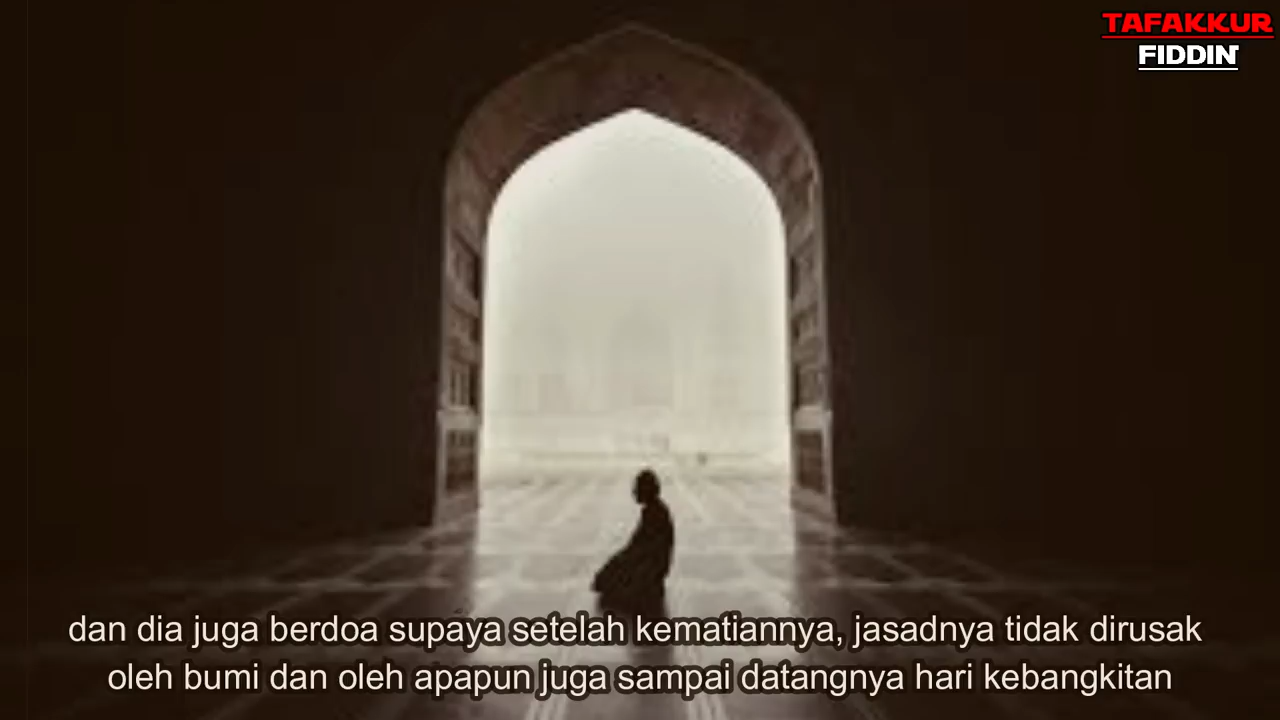 TAFAKKUR
FIDDIN
dan dia juga berdoa supaya setelah kematiannya, jasadnya tidak dirusak
oleh bumi dan oleh apapun juga sampai datangnya hari kebangkitan